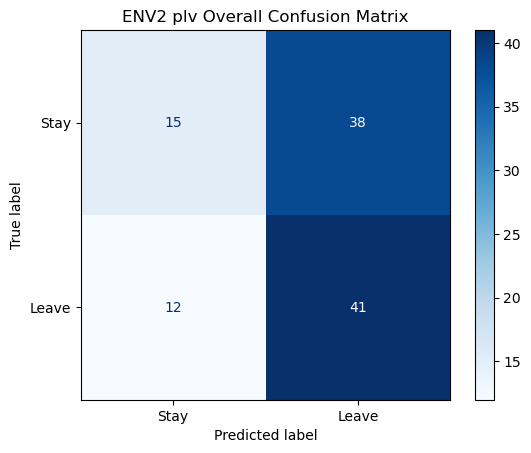 ENV2 plv Overall Confusion Matrix
True label
Stay
Leave
15
38
12
41
Stay
Leave
Predicted label
40
35
30
25
20
15